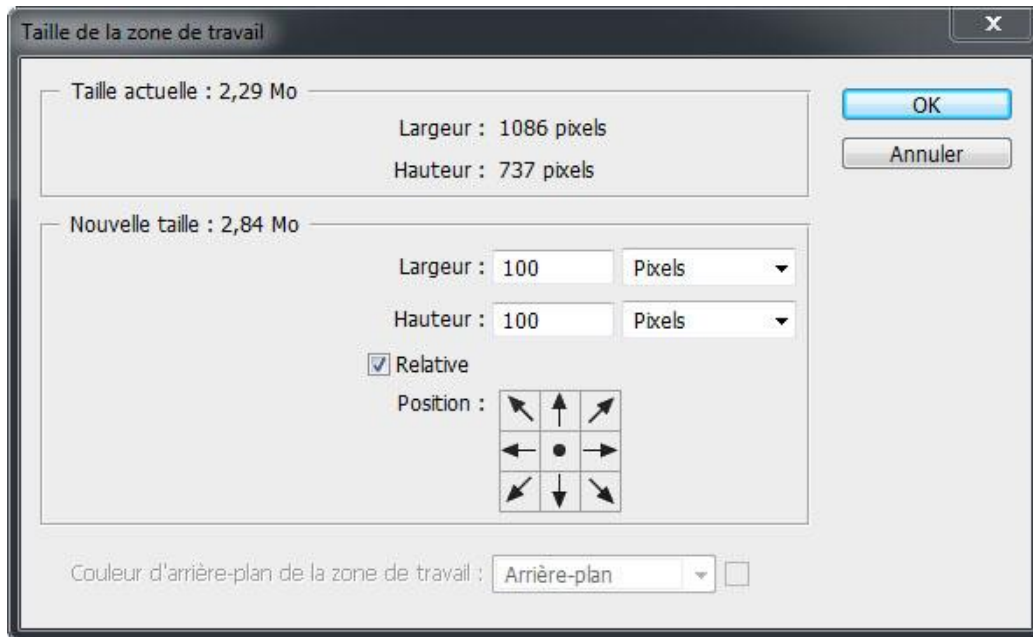 Taille de la zone de travail
Taille actuelle : 2,29 Mo
Largeur : 1086 pixels
Hauteur : 737 pixels
OK
Annuler
Nouvelle taille : 2,84 Mo
Largeur : 100 Pixels
Hauteur : 100 Pixels
Relative
Position :
Couleur d'arrière-plan de la zone de travail : Arrière-plan